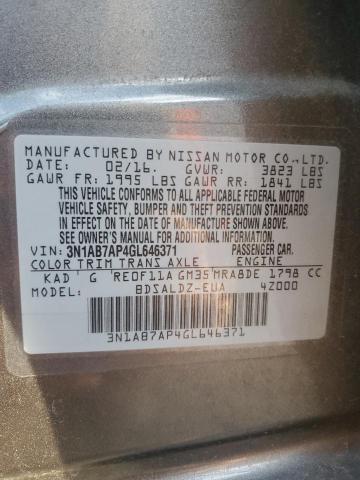 MANUFACTURED BY NISSAN MOTOR CO.,LTD.
DATE: 02/16. GVWR: 3823 LBS
GAWR FR: 1995 LBS GAWR RR: 1841 LBS
THIS VEHICLE CONFORMS TO ALL APPLICABLE FEDERAL MOTOR
VEHICLE SAFETY, BUMPER AND THEFT PREVENTION STANDARDS
IN EFFECT ON THE DATE OF MANUFACTURE SHOWN ABOVE.
SEE OWNER'S MANUAL FOR ADDITIONAL INFORMATION.
VIN: 3N1AB7AP4GL646371 PASSENGER CAR.
COLOR TRIM TRANS AXLE ENGINE
KAD G RE0F11A GM35 MRA8DE 1798 CC
MODEL: BDSALDZ-EUA 4Z000
3N1AB7AP4GL646371